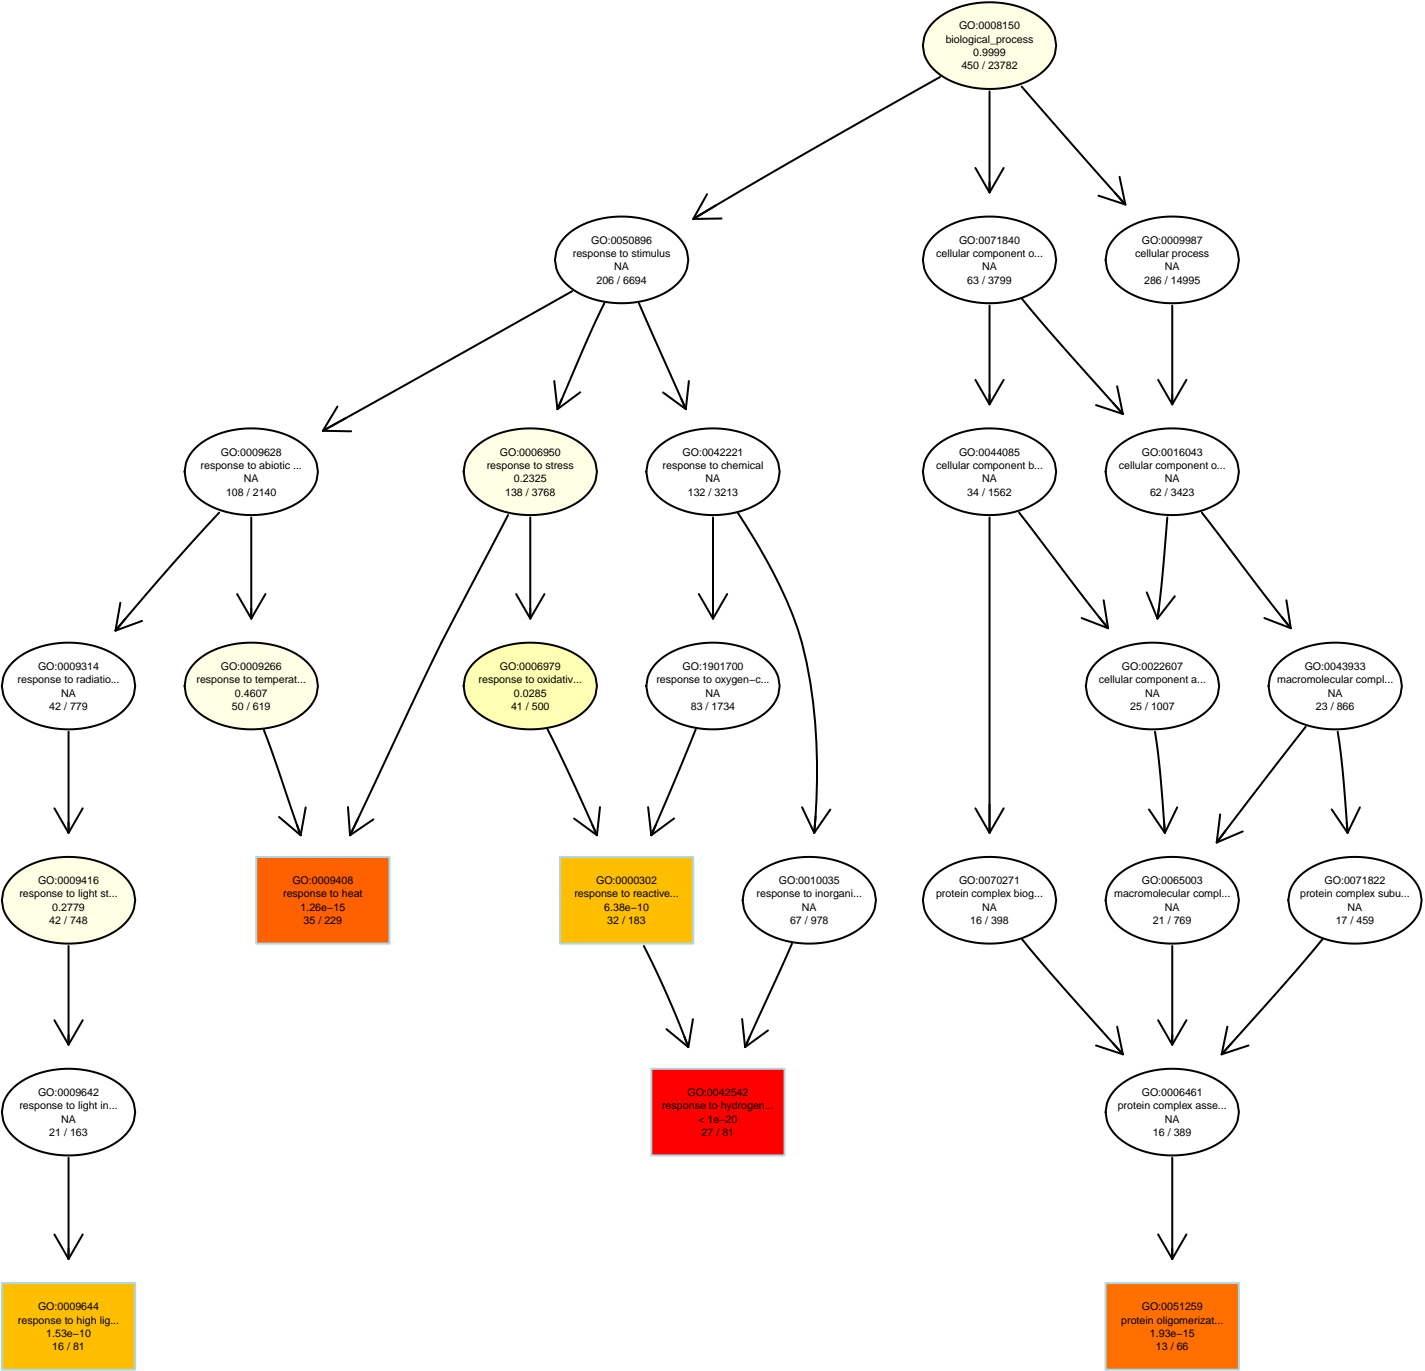 GO:0008150
biological_process
0.9999
450 / 23782
GO:0050896
response to stimulus
NA
206 / 6694
GO:0071840
cellular component o...
NA
63 / 3799
GO:0009987
cellular process
NA
286 / 14995
GO:0009628
response to abiotic ...
NA
108 / 2140
GO:0006950
response to stress
0.2325
138 / 3768
GO:0042221
response to chemical
NA
132 / 3213
GO:0044085
cellular component b...
NA
34 / 1562
GO:0016043
cellular component o...
NA
62 / 3423
GO:0009314
response to radiatio...
NA
42 / 779
GO:0009266
response to temperat...
0.4607
50 / 619
GO:0006979
response to oxidativ...
0.0285
41 / 500
GO:1901700
response to oxygen−c...
NA
83 / 1734
GO:0022607
cellular component a...
NA
25 / 1007
GO:0043933
macromolecular compl...
NA
23 / 866
GO:0009416
response to light st...
0.2779
42 / 748
GO:0009408
response to heat
1.26e−15
35 / 229
GO:0000302
response to reactive...
6.38e−10
32 / 183
GO:0010035
response to inorgani...
NA
67 / 978
GO:0070271
protein complex biog...
NA
16 / 398
GO:0065003
macromolecular compl...
NA
21 / 769
GO:0071822
protein complex subu...
NA
17 / 459
GO:0009642
response to light in...
NA
21 / 163
GO:0042542
response to hydrogen...
< 1e−20
27 / 81
GO:0006461
protein complex asse...
NA
16 / 389
GO:0009644
response to high lig...
1.53e−10
16 / 81
GO:0051259
protein oligomerizat...
1.93e−15
13 / 66